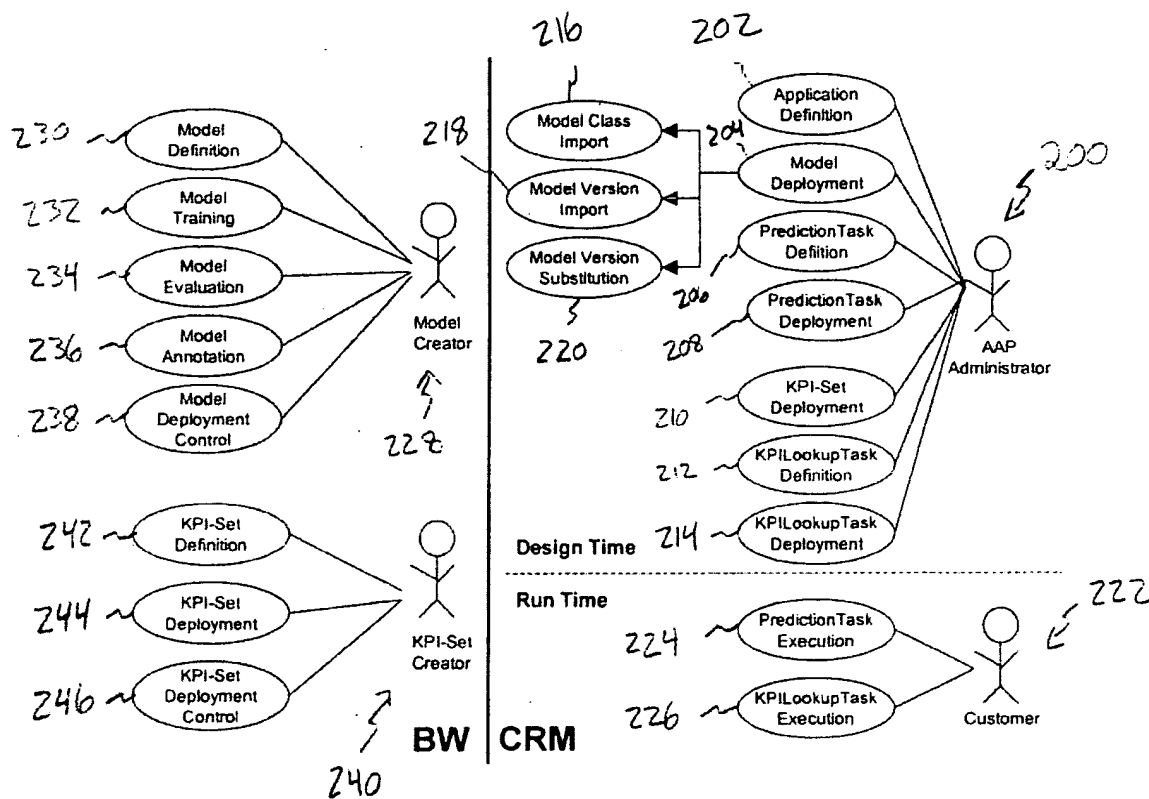 216
202
230
Model
Definition
218
Model Class
Import
204
Application
Definition
232
Model
Training
Model Version
Import
Model
Deployment
200
234
Model
Evaluation
Model Version
Substitution
206
PredictionTask
Defiition
236
Model
Annotation
Model
Creator
220
208
PredictionTask
Deployment
AAP
Administrator
238
Model
Deployment
Control
228
210
KPI-Set
Deployment
212
KPILookupTask
Definition
242
KPI-Set
Definition
214
KPILookupTask
Deployment
Design Time
Run Time
244
KPI-Set
Deployment
KPI-Set
Creator
224
PredictionTask
Execution
222
246
KPI-Set
Deployment
Control
226
KPILookupTask
Execution
Customer
240
BW
CRM